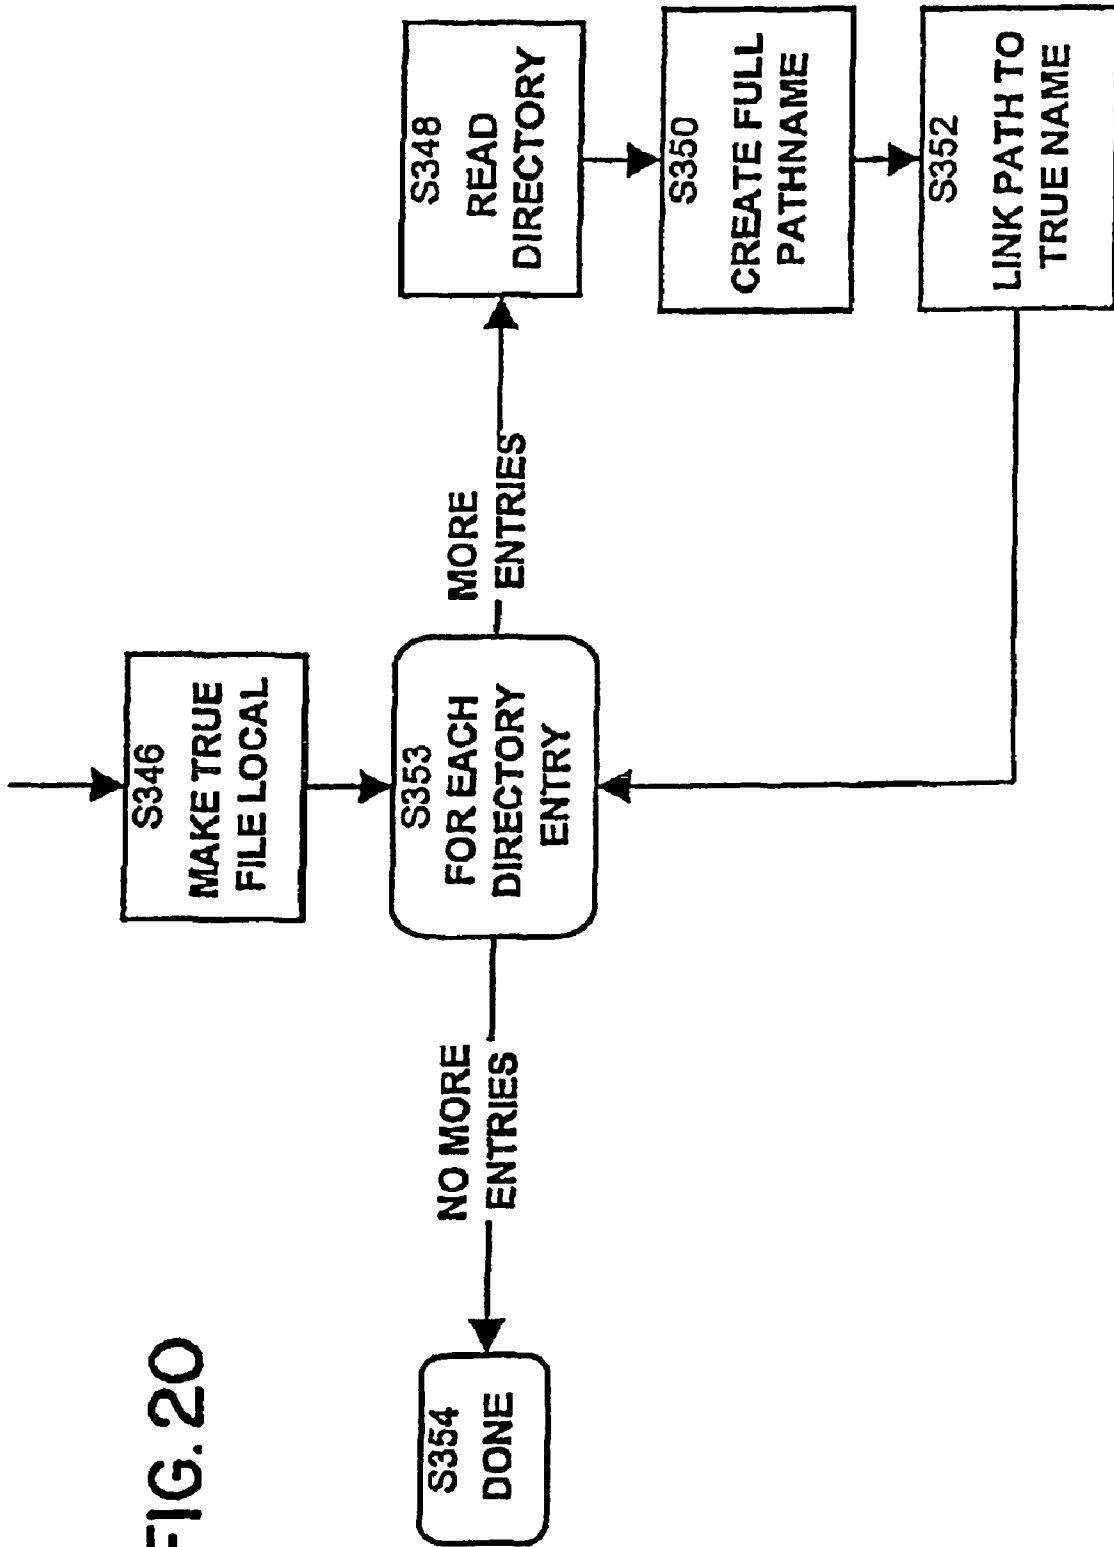 FIG. 20
S346
MAKE TRUE
FILE LOCAL
S353
FOR EACH
DIRECTORY
ENTRY
MORE
ENTRIES
S348
READ
DIRECTORY
S350
CREATE FULL
PATHNAME
S352
LINK PATH TO
TRUE NAME
NO MORE
ENTRIES
S354
DONE